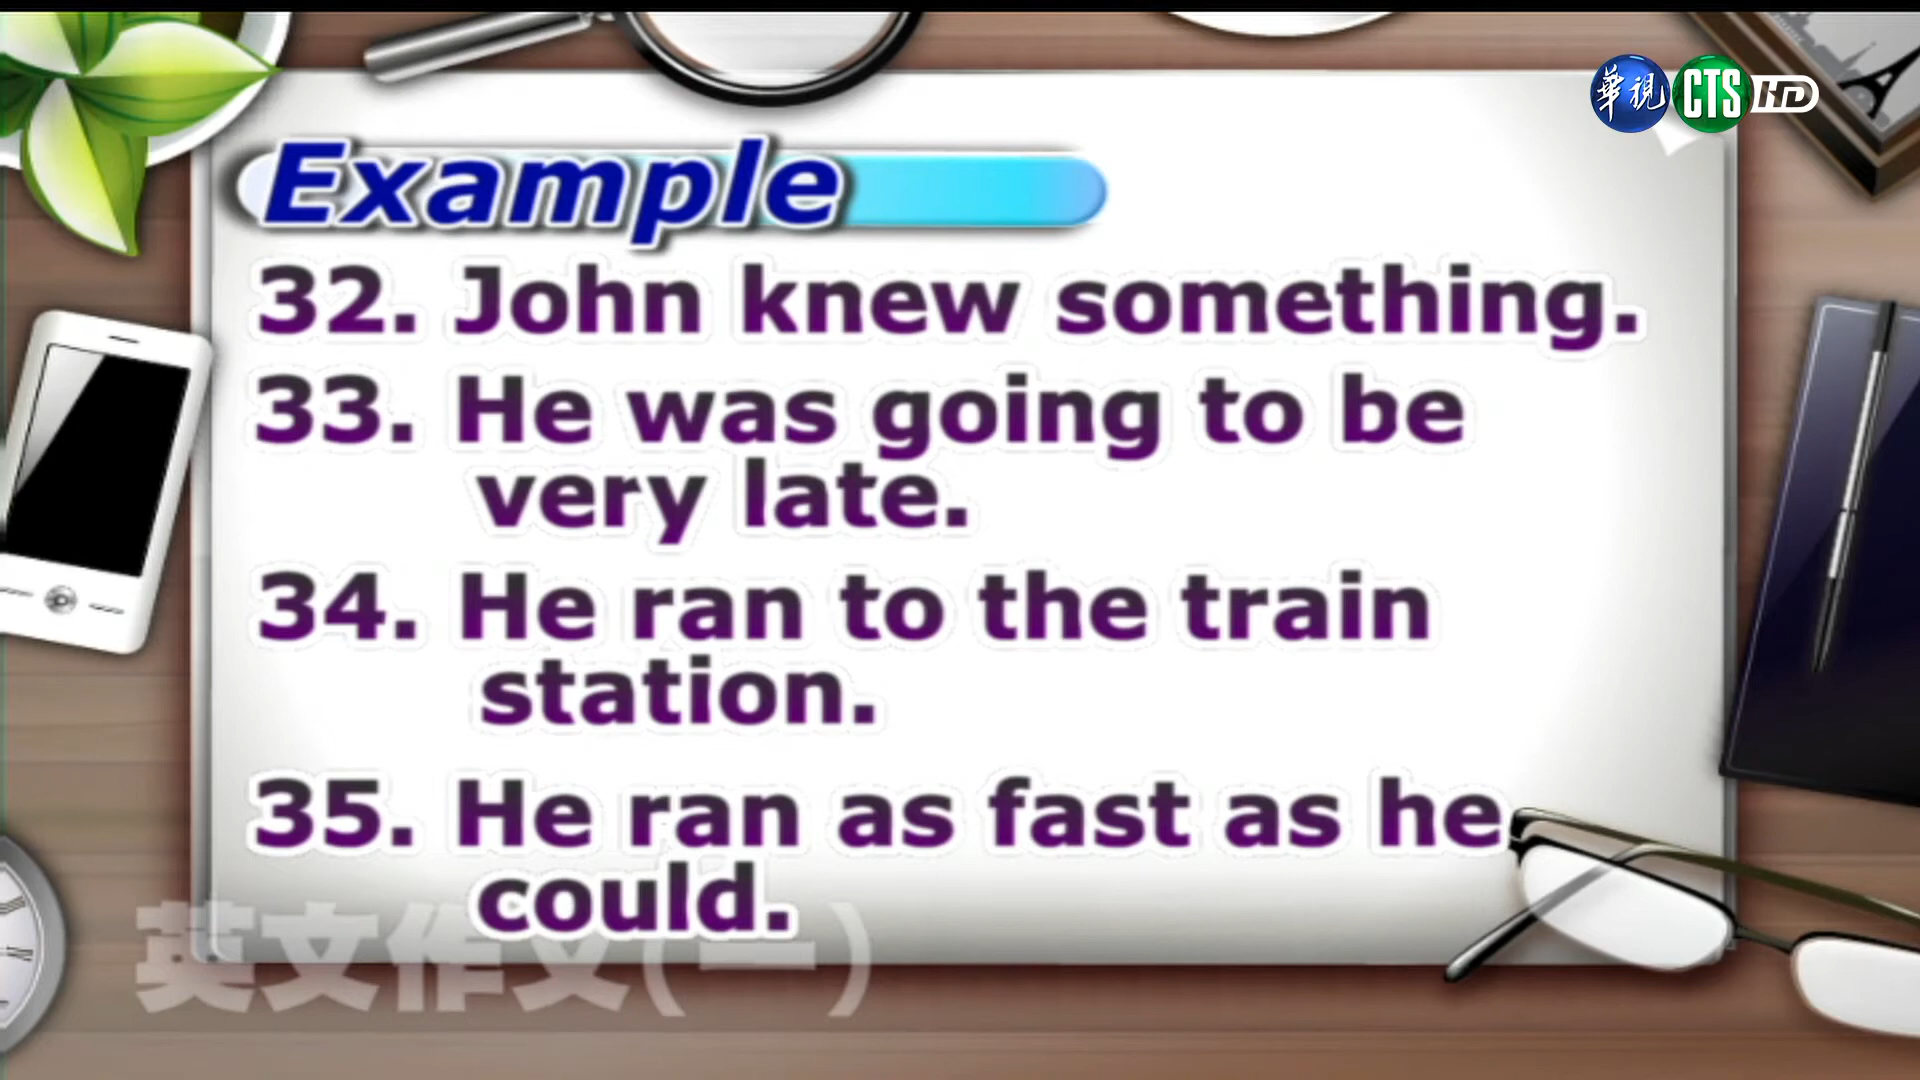 華視 CTS HD
Example
32. John knew something.
33. He was going to be
very late.
34. He ran to the train
station.
35. He ran as fast as he
could.
英文作文(一)